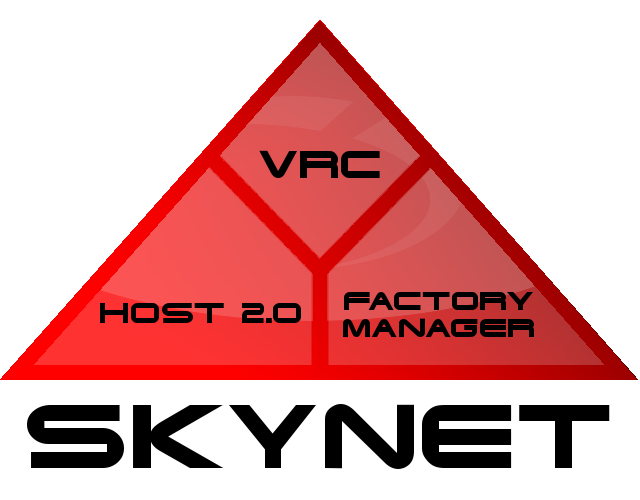 VRC
HOST 2.0
FACTORY
MANAGER
SKYNET